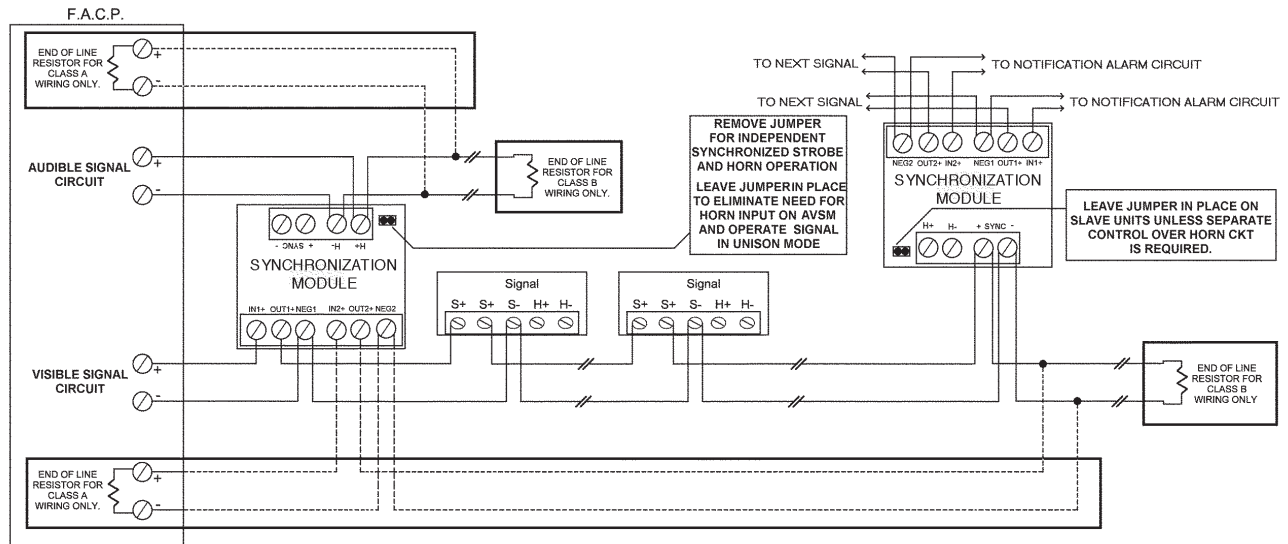 F.A.C.P.
END OF LINE
RESISTOR FOR
CLASS A
WIRING ONLY.
+
-
AUDIBLE SIGNAL
CIRCUIT
+
-
END OF LINE
RESISTOR FOR
CLASS B
WIRING ONLY.
REMOVE JUMPER
FOR INDEPENDENT
SYNCHRONIZED STROBE
AND HORN OPERATION
LEAVE JUMPERIN PLACE
TO ELIMINATE NEED FOR
HORN INPUT ON AVSM
AND OPERATE SIGNAL
IN UNISON MODE
- SYNC + H- H+
SYNCHRONIZATION
MODULE
IN1+ OUT1+ NEG1 IN2+ OUT2+ NEG2
Signal
S+ S+ S- H+ H-
Signal
S+ S+ S- H+ H-
TO NEXT SIGNAL
TO NOTIFICATION ALARM CIRCUIT
TO NEXT SIGNAL
TO NOTIFICATION ALARM CIRCUIT
NEG2 OUT2+ IN2+ NEG1 OUT1+ IN1+
SYNCHRONIZATION
MODULE
H+ H- + SYNC -
LEAVE JUMPER IN PLACE ON
SLAVE UNITS UNLESS SEPARATE
CONTROL OVER HORN CKT
IS REQUIRED.
VISIBLE SIGNAL
CIRCUIT
+
-
END OF LINE
RESISTOR FOR
CLASS B
WIRING ONLY
END OF LINE
RESISTOR FOR
CLASS A
WIRING ONLY.
+
-